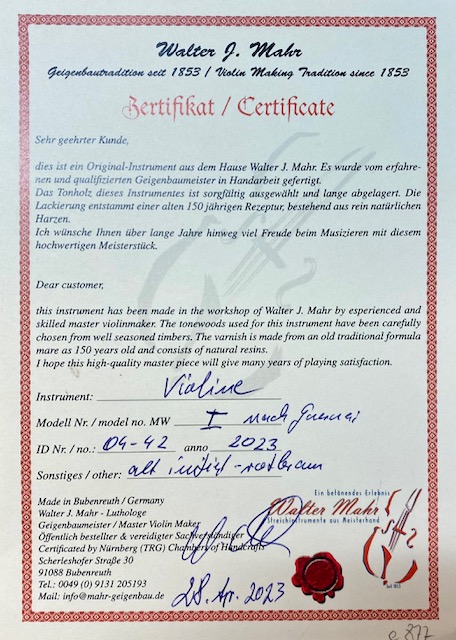 Walter J. Mahr
Geigenbautradition seit 1853 / Violin Making Tradition since 1853
Zertifikat / Certificate
Sehr geehrter Kunde,
dies ist ein Original-Instrument aus dem Hause Walter J. Mahr. Es wurde vom erfahre-
nen und qualifizierten Geigenbaumeister in Handarbeit gefertigt.
Das Tonholz dieses Instrumentes ist sorgfältig ausgewählt und lange abgelagert. Die
Lackierung entstammt einer alten 150 jährigen Rezeptur, bestehend aus rein natürlichen
Harzen.
Ich wünsche Ihnen über lange Jahre hinweg viel Freude beim Musizieren mit diesem
hochwertigen Meisterstück.
Dear customer,
this instrument has been made in the workshop of Walter J. Mahr by esperienced and
skilled master violinmaker. The tonewoods used for this instrument have been carefully
chosen from well seasoned timbers. The varnish is made from an old traditional formula
mare as 150 years old and consists of natural resins.
I hope this high-quality master piece will give many years of playing satisfaction.
Instrument: Violine
Modell Nr. / model no. MW I nach
ID Nr. / no.: 04-42 anno 2023
Sonstiges / other: alt indisch-rotbraun
Made in Bubenreuth / Germany
Walter J. Mahr - Luthologe
Geigenbaumeister / Master Violin Maker
Öffentlich bestellter & vereidigter Sachverständiger
Certificated by Nürnberg (TRG) Chambers of Handcrafts
Scherleshofer Straße 30
91088 Bubenreuth
Tel.: 0049 (0) 9131 205193
Mail: info@mahr-geigenbau.de
Ein betönendes Erlebnis
Walter Mahr
Streichinstrumente aus Meisterhand
Seit 1853
28. Apr. 2023